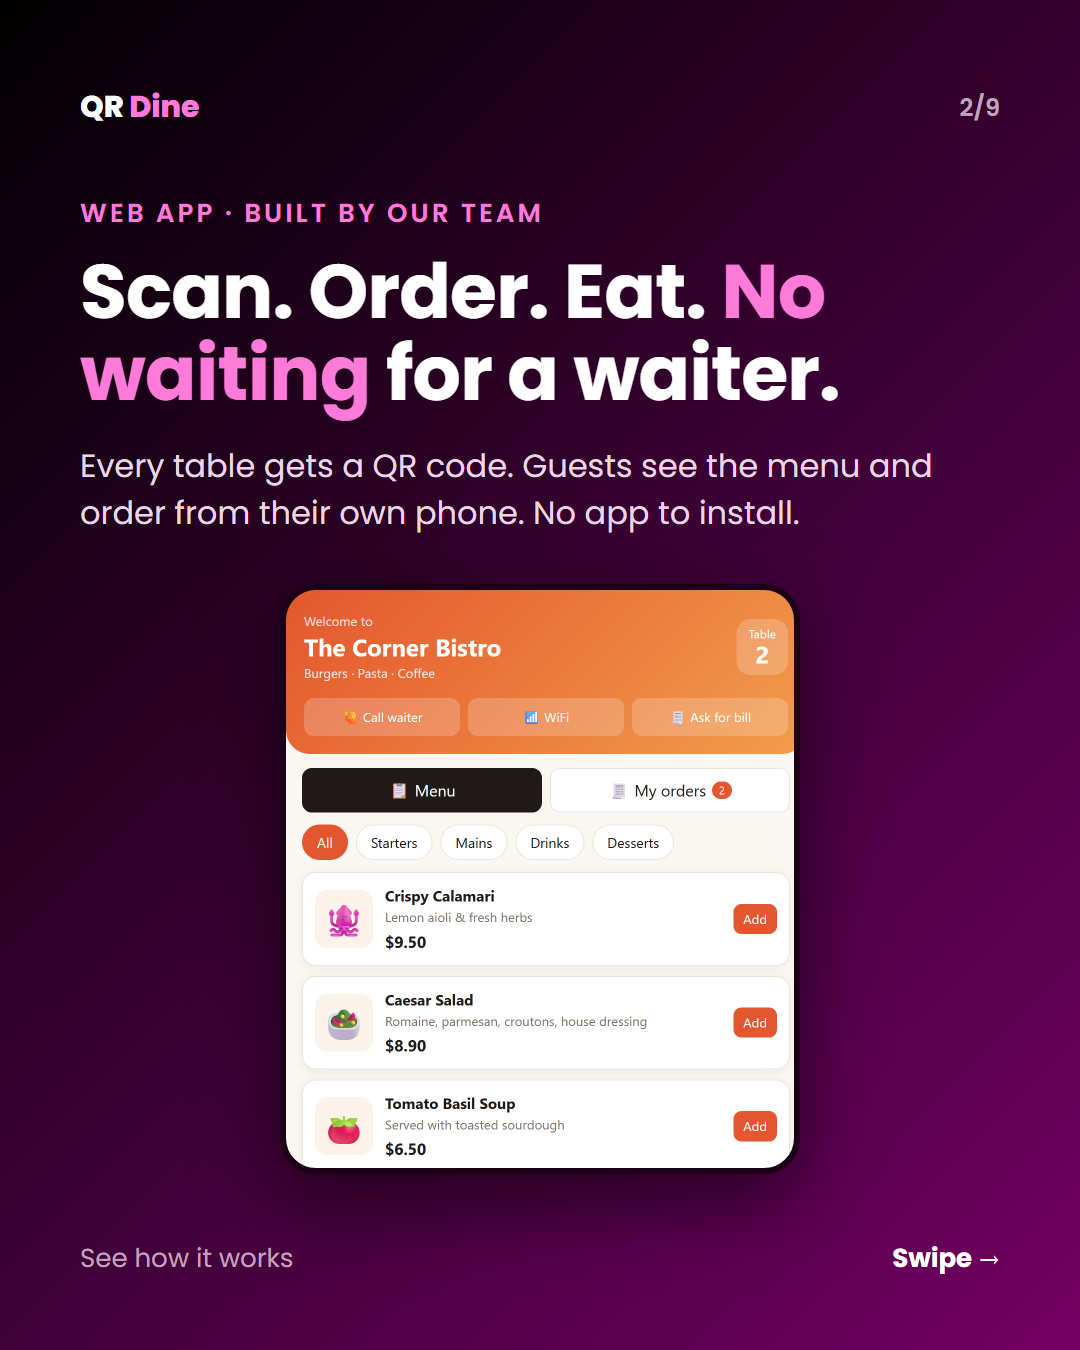 QR Dine
2/9
WEB APP · BUILT BY OUR TEAM
Scan. Order. Eat. No
waiting for a waiter.
Every table gets a QR code. Guests see the menu and
order from their own phone. No app to install.
Welcome to
The Corner Bistro
Burgers · Pasta · Coffee
Table
2
Call waiter
WiFi
Ask for bill
Menu
My orders 2
All
Starters
Mains
Drinks
Desserts
Crispy Calamari
Lemon aioli & fresh herbs
$9.50
Add
Caesar Salad
Romaine, parmesan, croutons, house dressing
$8.90
Add
Tomato Basil Soup
Served with toasted sourdough
$6.50
Add
See how it works
Swipe →